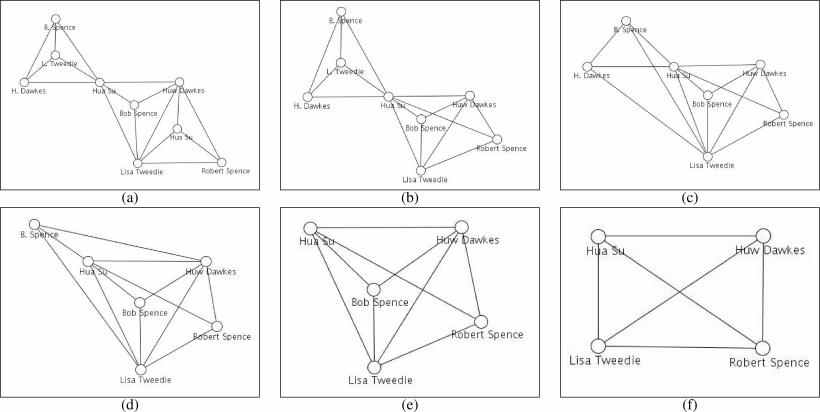 B. Spence
L. Tweedie
H. Dawkes
Hua Su
Huw Dawkes
Bob Spence
Hus Su
Lisa Tweedie
Robert Spence
(a)
B. Spence
L. Tweedie
H. Dawkes
Hua Su
Huw Dawkes
Bob Spence
Robert Spence
Lisa Tweedie
(b)
B. Spence
H. Dawkes
Hua Su
Huw Dawkes
Bob Spence
Robert Spence
Lisa Tweedie
(c)
B. Spence
Hua Su
Huw Dawkes
Bob Spence
Robert Spence
Lisa Tweedie
(d)
Hua Su
Huw Dawkes
Bob Spence
Robert Spence
Lisa Tweedie
(e)
Hua Su
Huw Dawkes
Lisa Tweedie
Robert Spence
(f)